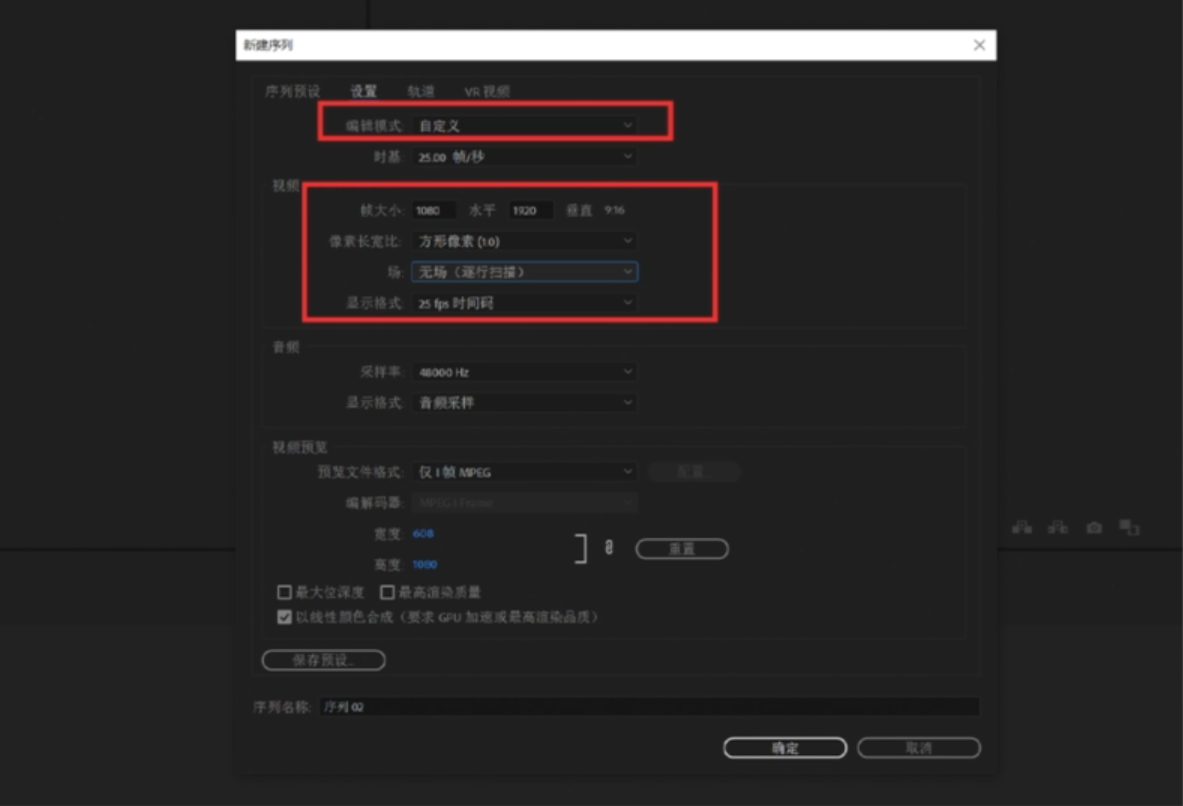 新建序列
序列预设 设置 轨道 VR 视频
编辑模式: 自定义
时基: 25.00 帧/秒
视频
帧大小: 1080 水平 1920 垂直 9:16
像素长宽比: 方形像素 (1.0)
场: 无场（逐行扫描）
显示格式: 25 fps 时间码
音频
采样率: 48000 Hz
显示格式: 音频采样
视频预览
预览文件格式: 仅 I 帧 MPEG 配置...
编解码器: MPEG I-Frame
宽度: 608
高度: 1080
重置
最大位深度 最高渲染质量
以线性颜色合成（要求 GPU 加速或最高渲染品质）
保存预设...
序列名称: 序列 02
确定 取消